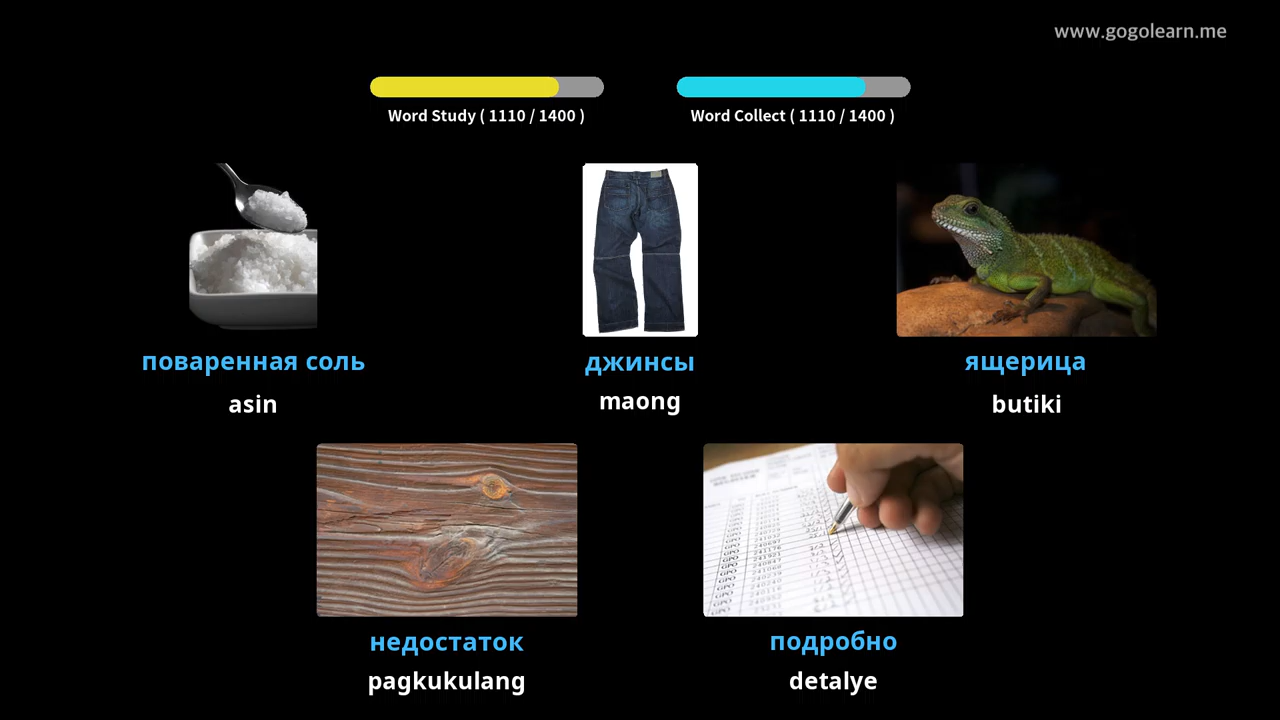 www.gogolearn.me
Word Study ( 1110 / 1400 )
Word Collect ( 1110 / 1400 )
поваренная соль
джинсы
ящерица
asin
maong
butiki
недостаток
подробно
pagkukulang
detalye